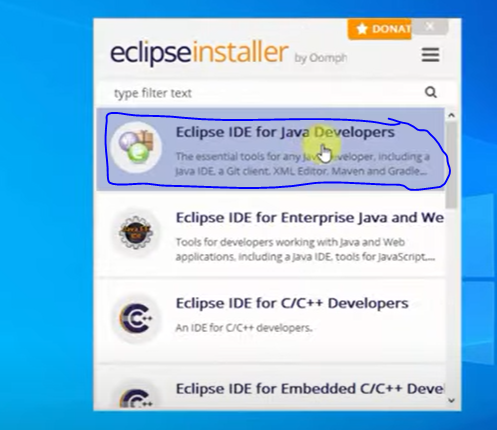 DONAT
eclipseinstaller by Oomph
type filter text
Eclipse IDE for Java Developers
The essential tools for any Java developer, including a
Java IDE, a Git client, XML Editor, Maven and Gradle...
Eclipse IDE for Enterprise Java and We
Tools for developers working with Java and Web
applications, including a Java IDE, tools for JavaScript,...
Eclipse IDE for C/C++ Developers
An IDE for C/C++ developers.
Eclipse IDE for Embedded C/C++ Deve